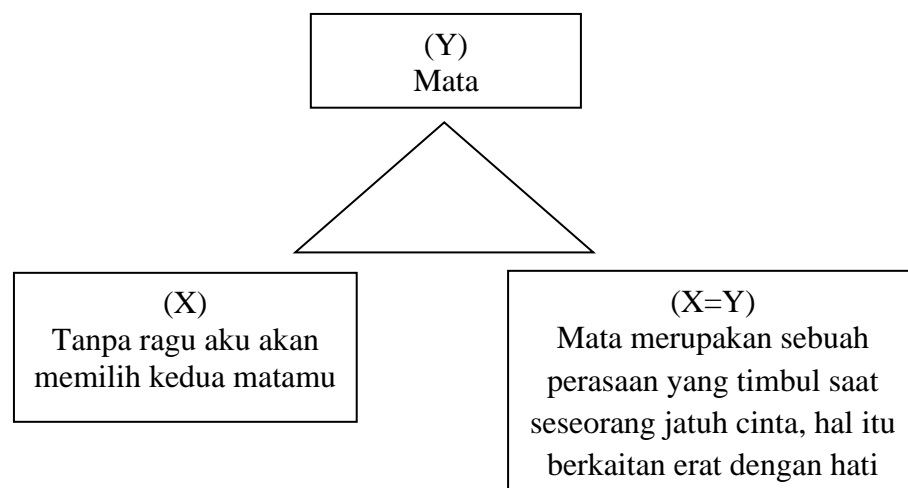 (Y)
Mata
(X)
Tanpa ragu aku akan
memilih kedua matamu
(X=Y)
Mata merupakan sebuah
perasaan yang timbul saat
seseorang jatuh cinta, hal itu
berkaitan erat dengan hati